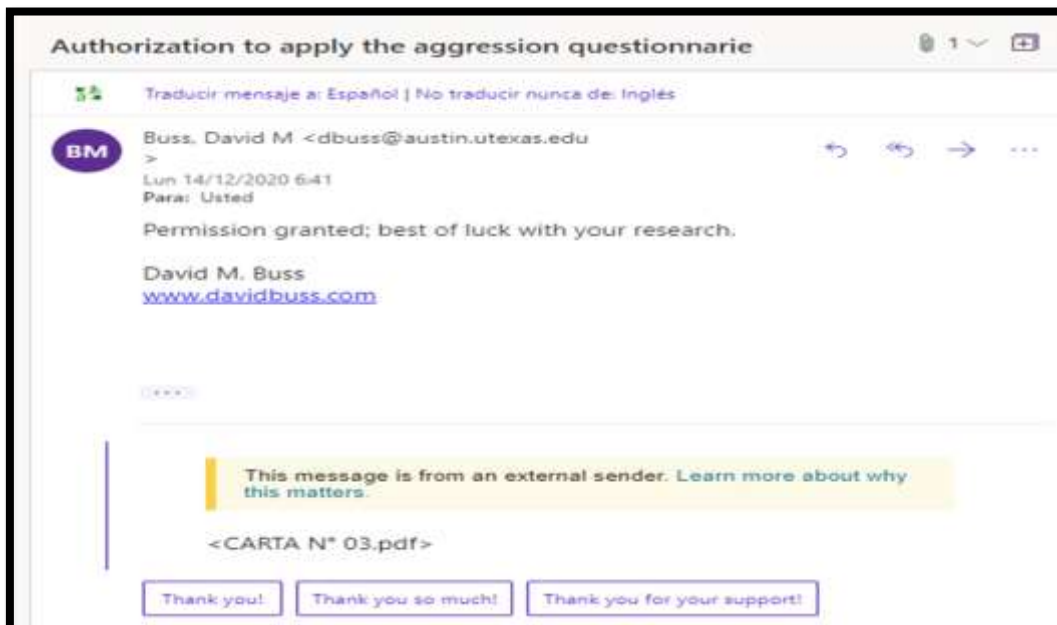 Authorization to apply the aggression questionnarie
1
Traducir mensaje a: Español | No traducir nunca de: Inglés
BM
Buss, David M <dbuss@austin.utexas.edu
>
Lun 14/12/2020 6:41
Para: Usted
Permission granted; best of luck with your research.
David M. Buss
www.davidbuss.com
This message is from an external sender. Learn more about why
this matters.
<CARTA N° 03.pdf>
Thank you!
Thank you so much!
Thank you for your support!